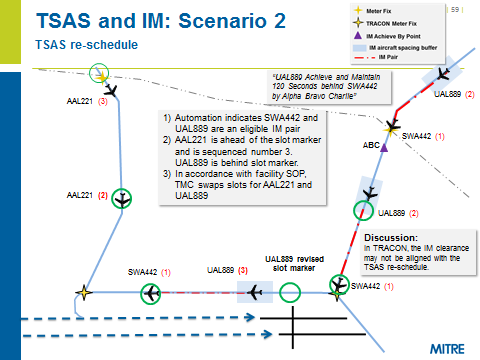 TSAS and IM: Scenario 2
TSAS re-schedule
Meter Fix
TRACON Meter Fix
IM Achieve By Point
IM aircraft spacing buffer
IM Pair
| 59 |
"UAL889 Achieve and Maintain
120 Seconds behind SWA442
by Alpha Bravo Charlie"
UAL889 (2)
AAL221 (3)
1) Automation indicates SWA442 and
UAL889 are an eligible IM pair
2) AAL221 is ahead of the slot marker
and is sequenced number 3.
UAL889 is behind slot marker.
3) In accordance with facility SOP,
TMC swaps slots for AAL221 and
UAL889
SWA442 (1)
ABC
AAL221 (2)
UAL889 (2)
Discussion:
In TRACON, the IM clearance
may not be aligned with the
TSAS re-schedule.
SWA442 (1)
UAL889 (3)
UAL889 revised
slot marker
SWA442 (1)
MITRE